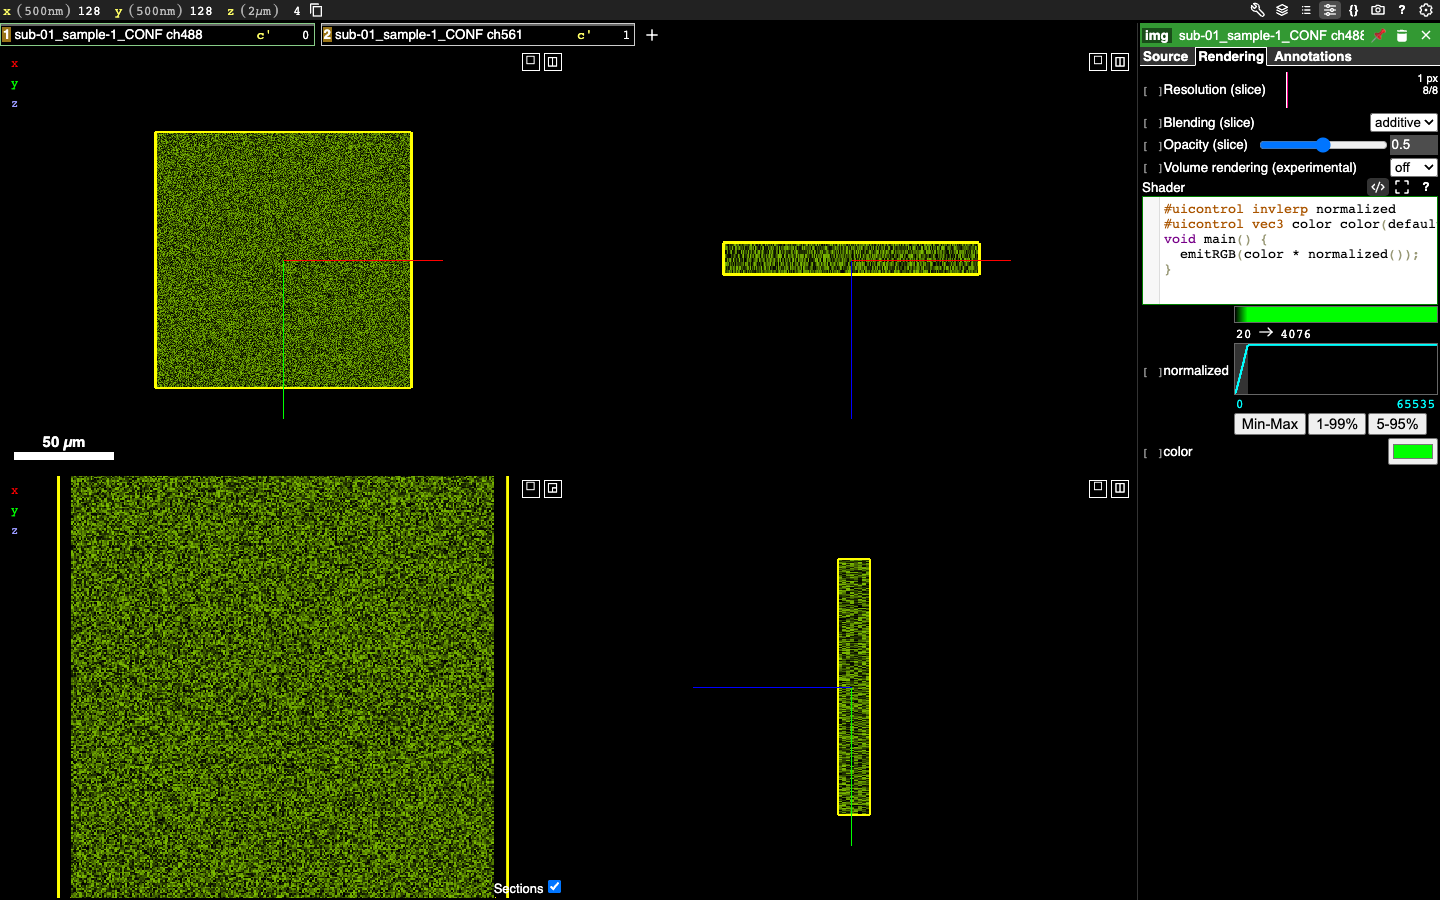 x (500nm) 128 y (500nm) 128 z (2µm) 4
1 sub-01_sample-1_CONF ch488 c' 0
2 sub-01_sample-1_CONF ch561 c' 1
+
x
y
z
50 µm
x
y
z
Sections
img sub-01_sample-1_CONF ch488
Source Rendering Annotations
[ ]Resolution (slice)
1 px
8/8
[ ]Blending (slice) additive
[ ]Opacity (slice) 0.5
[ ]Volume rendering (experimental) off
Shader
#uicontrol invlerp normalized
#uicontrol vec3 color color(defaul
void main() {
emitRGB(color * normalized());
}
20 → 4076
[ ]normalized
0 65535
Min-Max 1-99% 5-95%
[ ]color